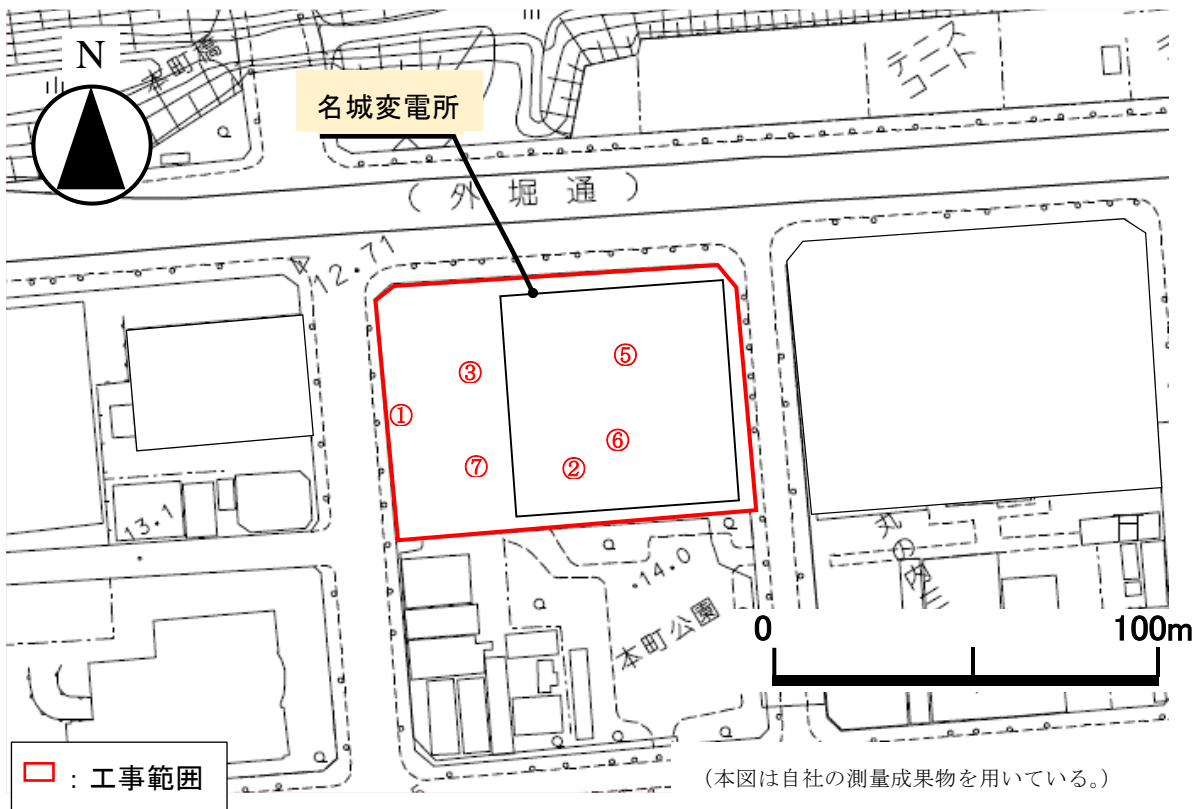 N
本町橋
テニス
コート
名城変電所
(外堀通)
12.71
③
⑤
①
⑥
⑦
②
13.1
.14.0
丸の内三
本町公園
0 100m
：工事範囲
（本図は自社の測量成果物を用いている。）